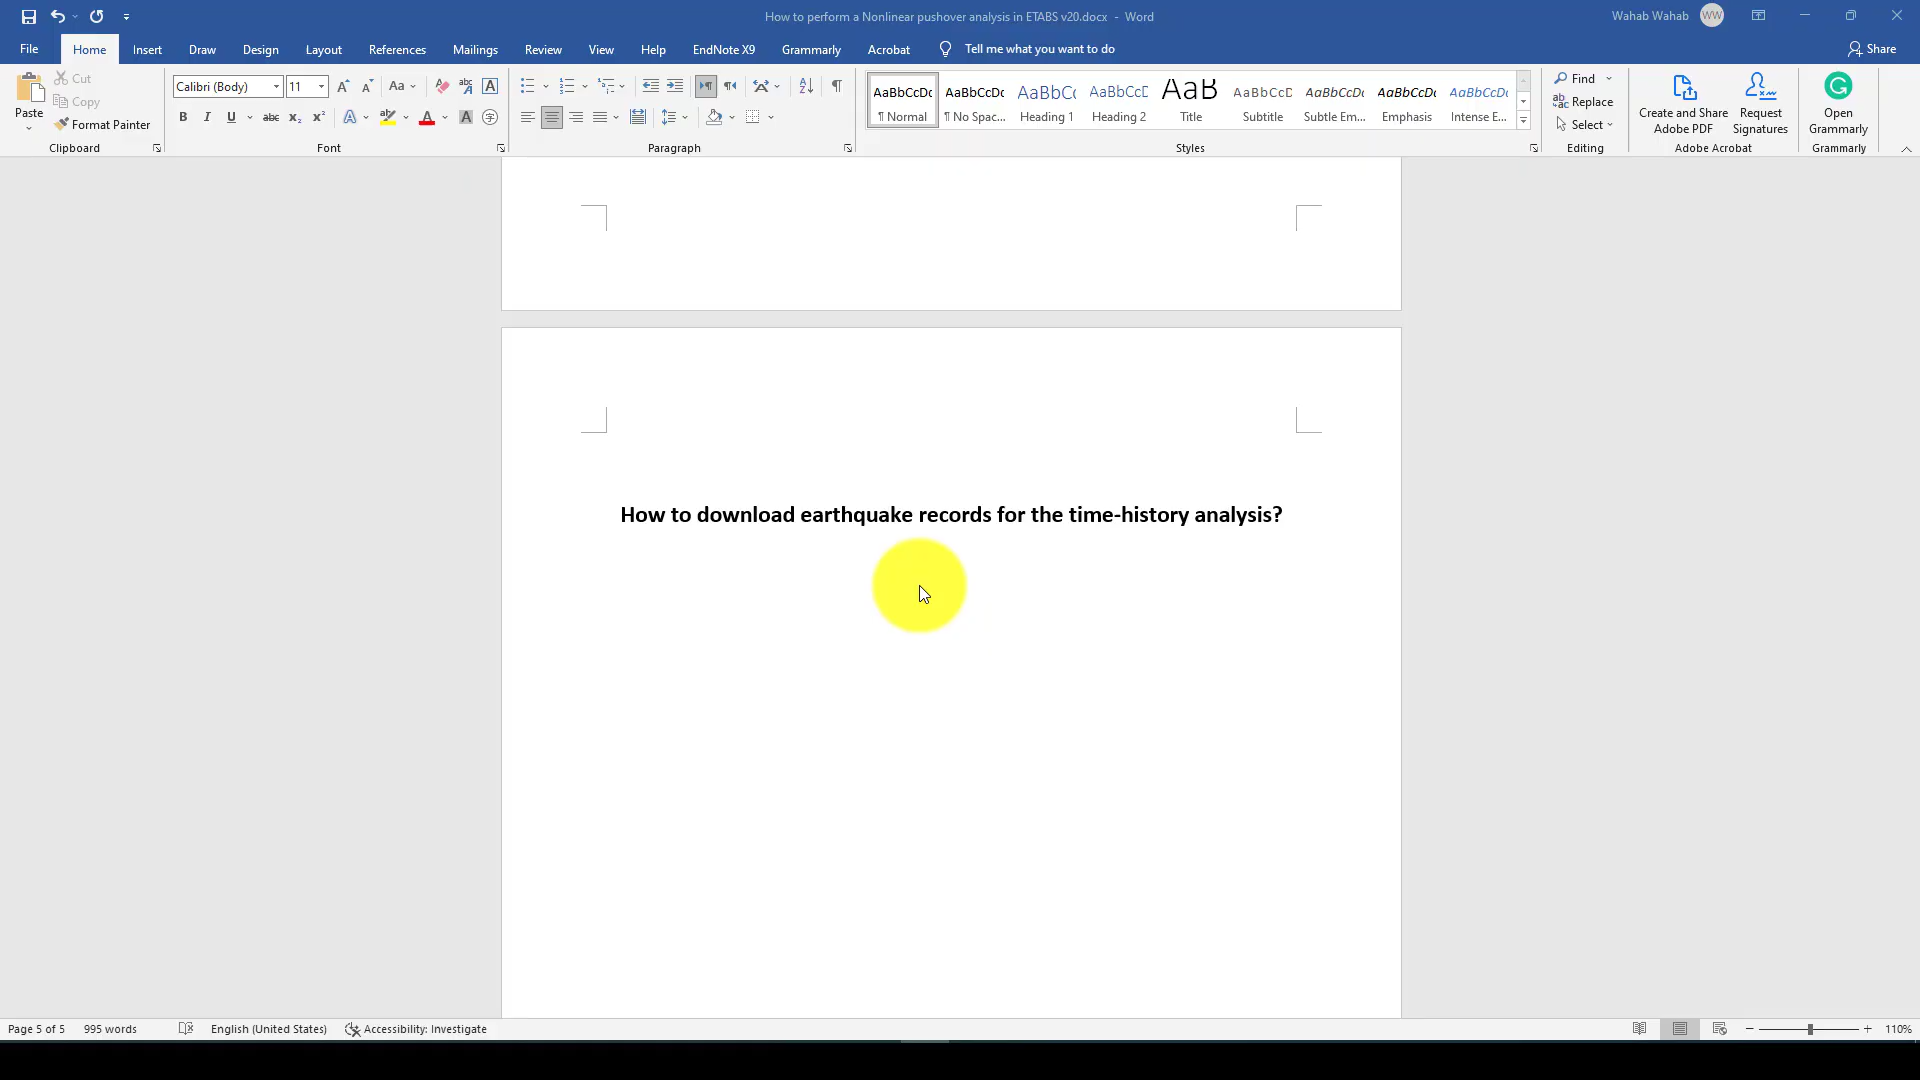 How to perform a Nonlinear pushover analysis in ETABS v20.docx - Word
Wahab Wahab WW
File Home Insert Draw Design Layout References Mailings Review View Help EndNote X9 Grammarly Acrobat Tell me what you want to do Share
Paste
Cut
Copy
Format Painter
Clipboard
Calibri (Body) 11
Font
Paragraph
AaBbCcDc AaBbCcDc AaBbC( AaBbCcE AaB AaBbCcD AaBbCcDc AaBbCcDc AaBbCcDc
¶ Normal ¶ No Spac... Heading 1 Heading 2 Title Subtitle Subtle Em... Emphasis Intense E...
Styles
Find
Replace
Select
Editing
Create and Share
Adobe PDF
Request
Signatures
Adobe Acrobat
Open
Grammarly
Grammarly
How to download earthquake records for the time-history analysis?
Page 5 of 5 995 words English (United States) Accessibility: Investigate 110%